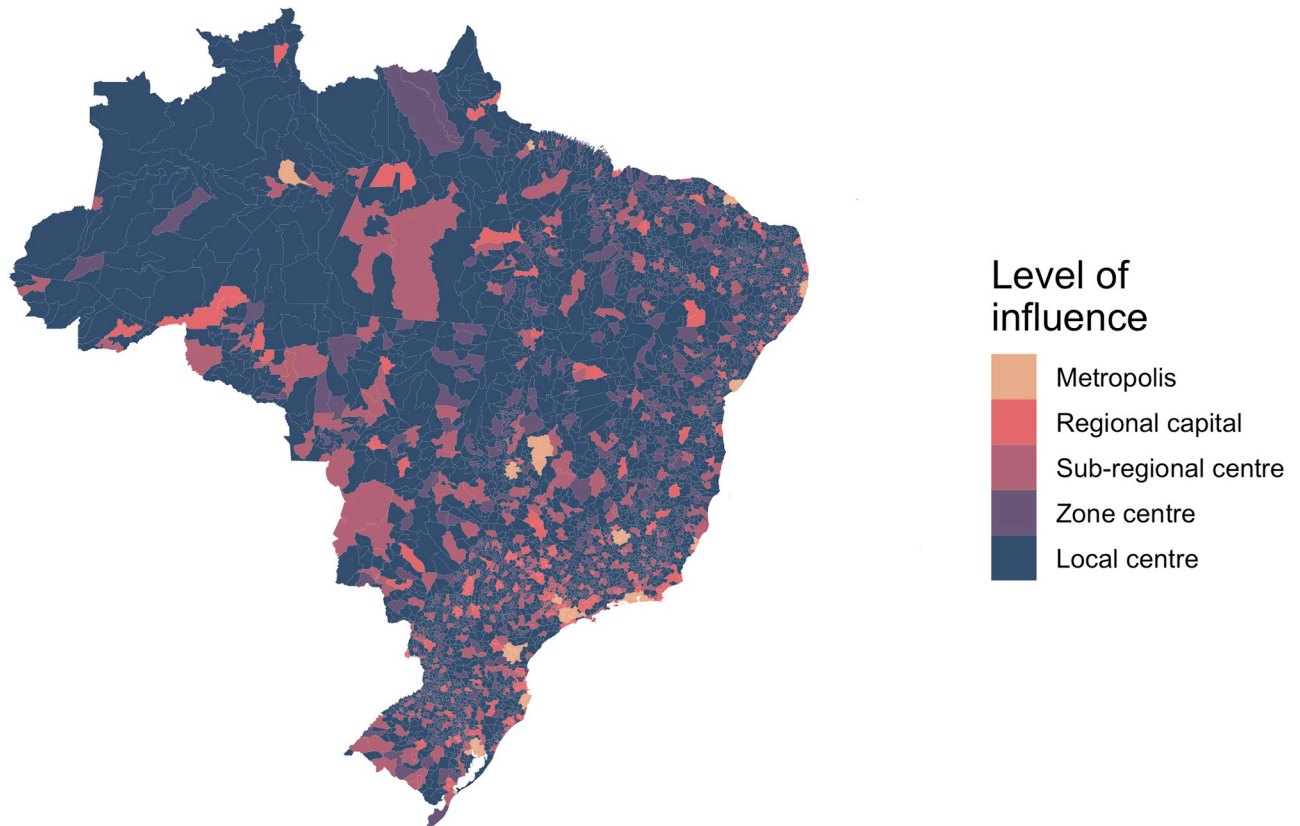 Level of
influence
Metropolis
Regional capital
Sub-regional centre
Zone centre
Local centre